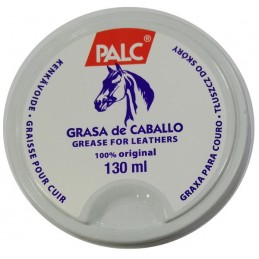 PALC®
GRASA de CABALLO
GREASE FOR LEATHERS
100% original
130 ml
KENKÄVOIDE · GRAISSE POUR CUIR
GRAXA PARA COURO · TŁUSZCZ DO SKÓRY